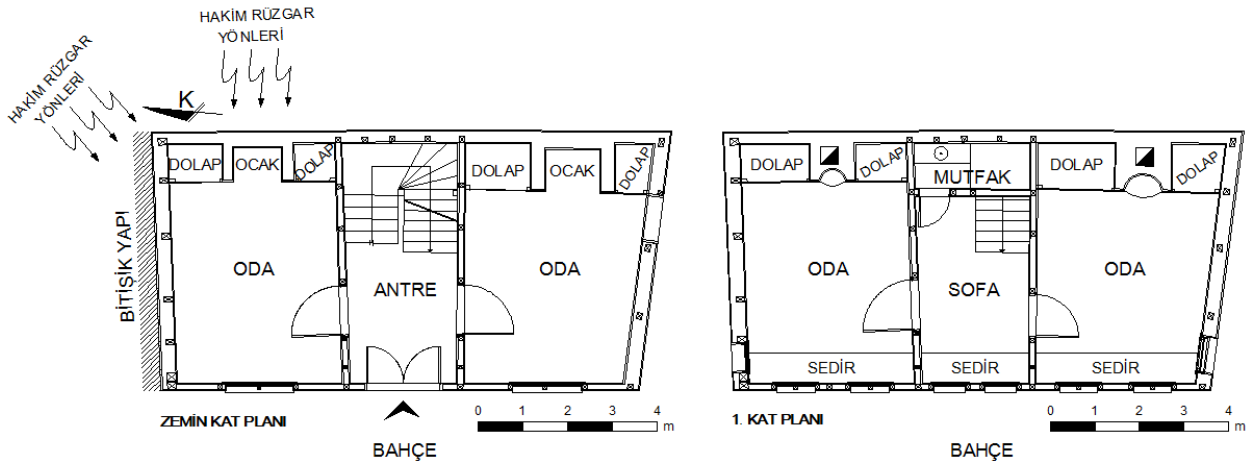 HAKİM RÜZGAR
YÖNLERİ
HAKİM RÜZGAR
YÖNLERİ
K
DOLAP
OCAK
DOLAP
DOLAP
OCAK
DOLAP
BİTİŞİK YAPI
ODA
ANTRE
ODA
ZEMİN KAT PLANI
0 1 2 3 4
m
BAHÇE
DOLAP
DOLAP
MUTFAK
DOLAP
DOLAP
ODA
SOFA
ODA
SEDİR
SEDİR
SEDİR
1. KAT PLANI
0 1 2 3 4
m
BAHÇE